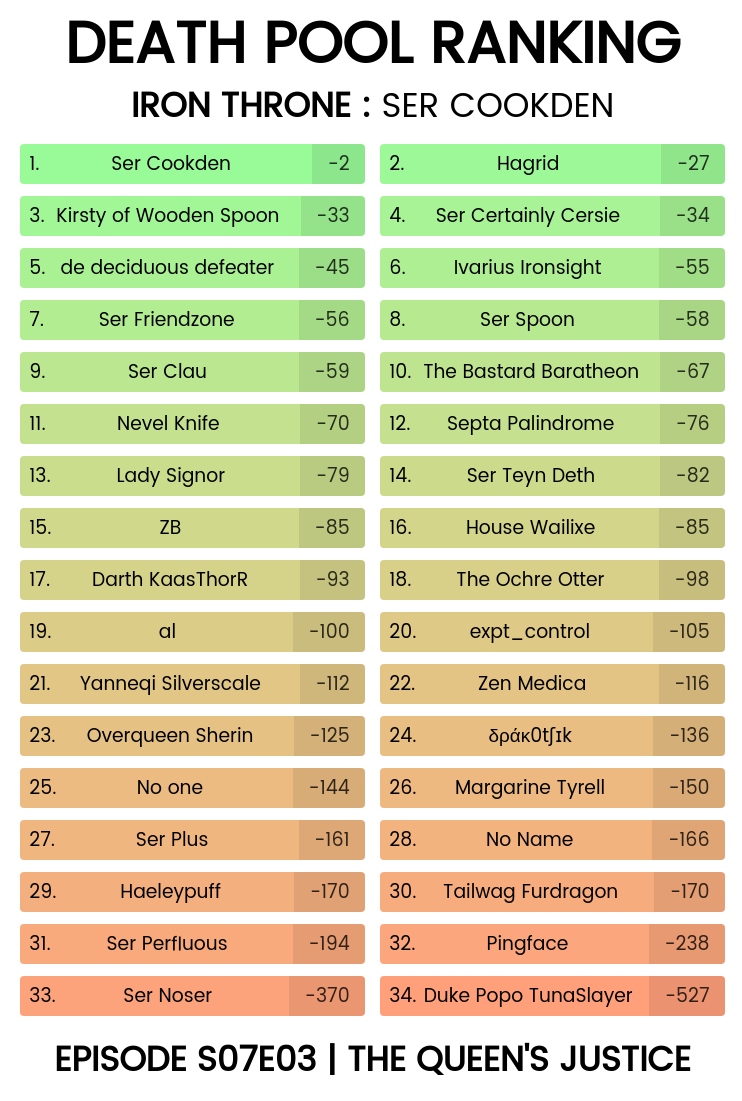 DEATH POOL RANKING
IRON THRONE : SER COOKDEN
1. Ser Cookden -2
2. Hagrid -27
3. Kirsty of Wooden Spoon -33
4. Ser Certainly Cersie -34
5. de deciduous defeater -45
6. Ivarius Ironsight -55
7. Ser Friendzone -56
8. Ser Spoon -58
9. Ser Clau -59
10. The Bastard Baratheon -67
11. Nevel Knife -70
12. Septa Palindrome -76
13. Lady Signor -79
14. Ser Teyn Deth -82
15. ZB -85
16. House Wailixe -85
17. Darth KaasThorR -93
18. The Ochre Otter -98
19. al -100
20. expt_control -105
21. Yanneqi Silverscale -112
22. Zen Medica -116
23. Overqueen Sherin -125
24. δράκ0tʃɪk -136
25. No one -144
26. Margarine Tyrell -150
27. Ser Plus -161
28. No Name -166
29. Haeleypuff -170
30. Tailwag Furdragon -170
31. Ser Perfluous -194
32. Pingface -238
33. Ser Noser -370
34. Duke Popo TunaSlayer -527
EPISODE S07E03 | THE QUEEN'S JUSTICE